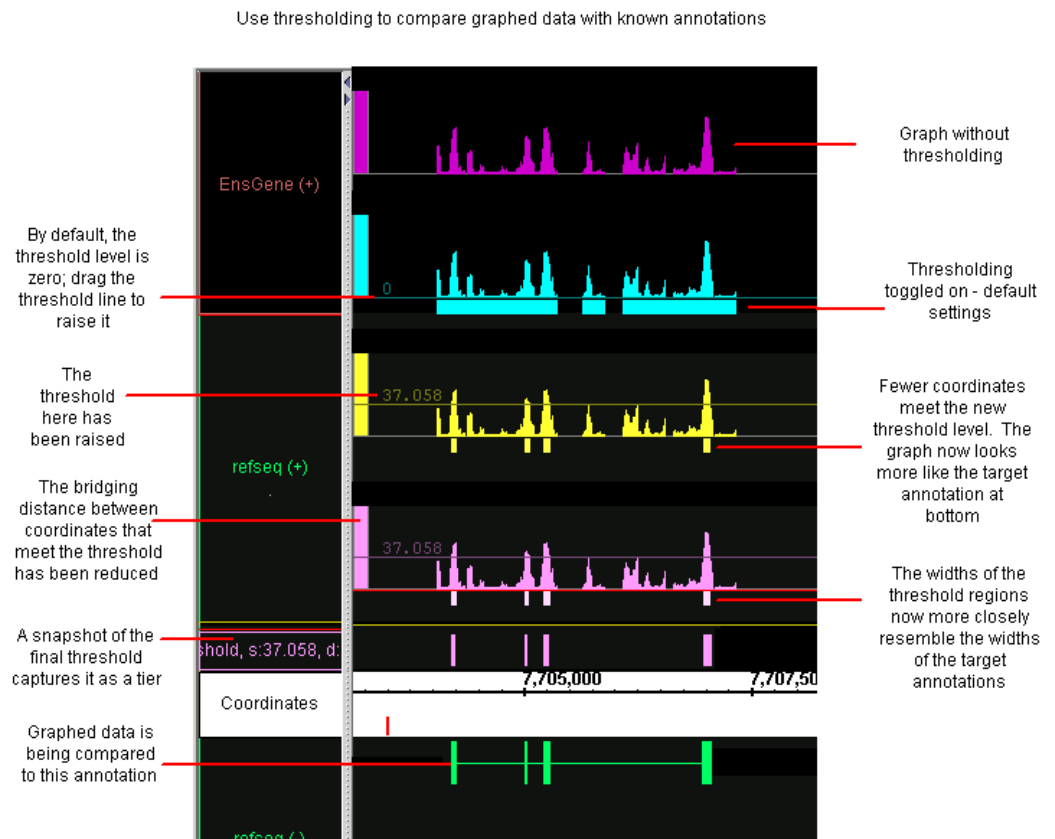 Use thresholding to compare graphed data with known annotations
EnsGene (+)
Graph without
thresholding
By default, the
threshold level is
zero; drag the
threshold line to
raise it
0
Thresholding
toggled on - default
settings
The
threshold
here has
been raised
37.058
Fewer coordinates
meet the new
threshold level. The
graph now looks
more like the target
annotation at
bottom
refseq (+)
The bridging
distance between
coordinates that
meet the threshold
has been reduced
37.058
The widths of the
threshold regions
now more closely
resemble the widths
of the target
annotations
A snapshot of the
final threshold
captures it as a tier
shold, s:37.058, d:
7,705,000
7,707,50
Coordinates
Graphed data is
being compared
to this annotation
refseq (-)